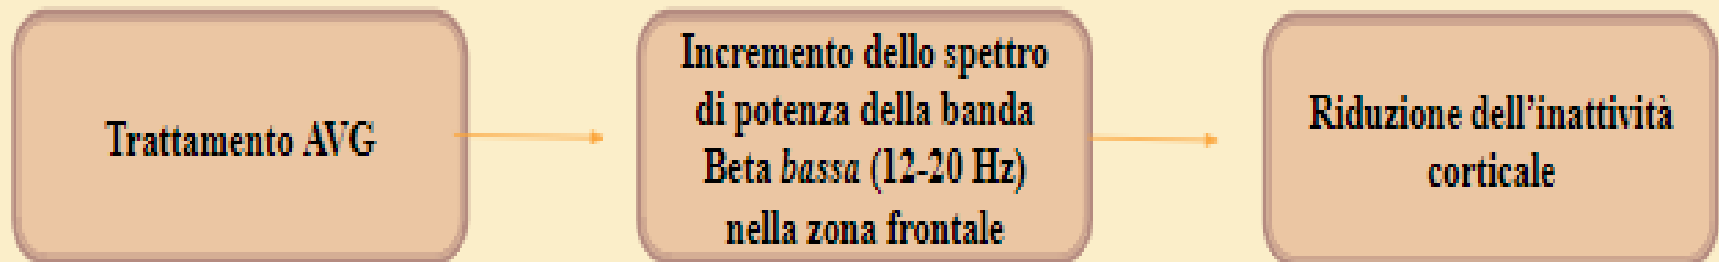 Trattamento AVG
Incremento dello spettro
di potenza della banda
Beta bassa (12-20 Hz)
nella zona frontale
Riduzione dell'inattività
corticale